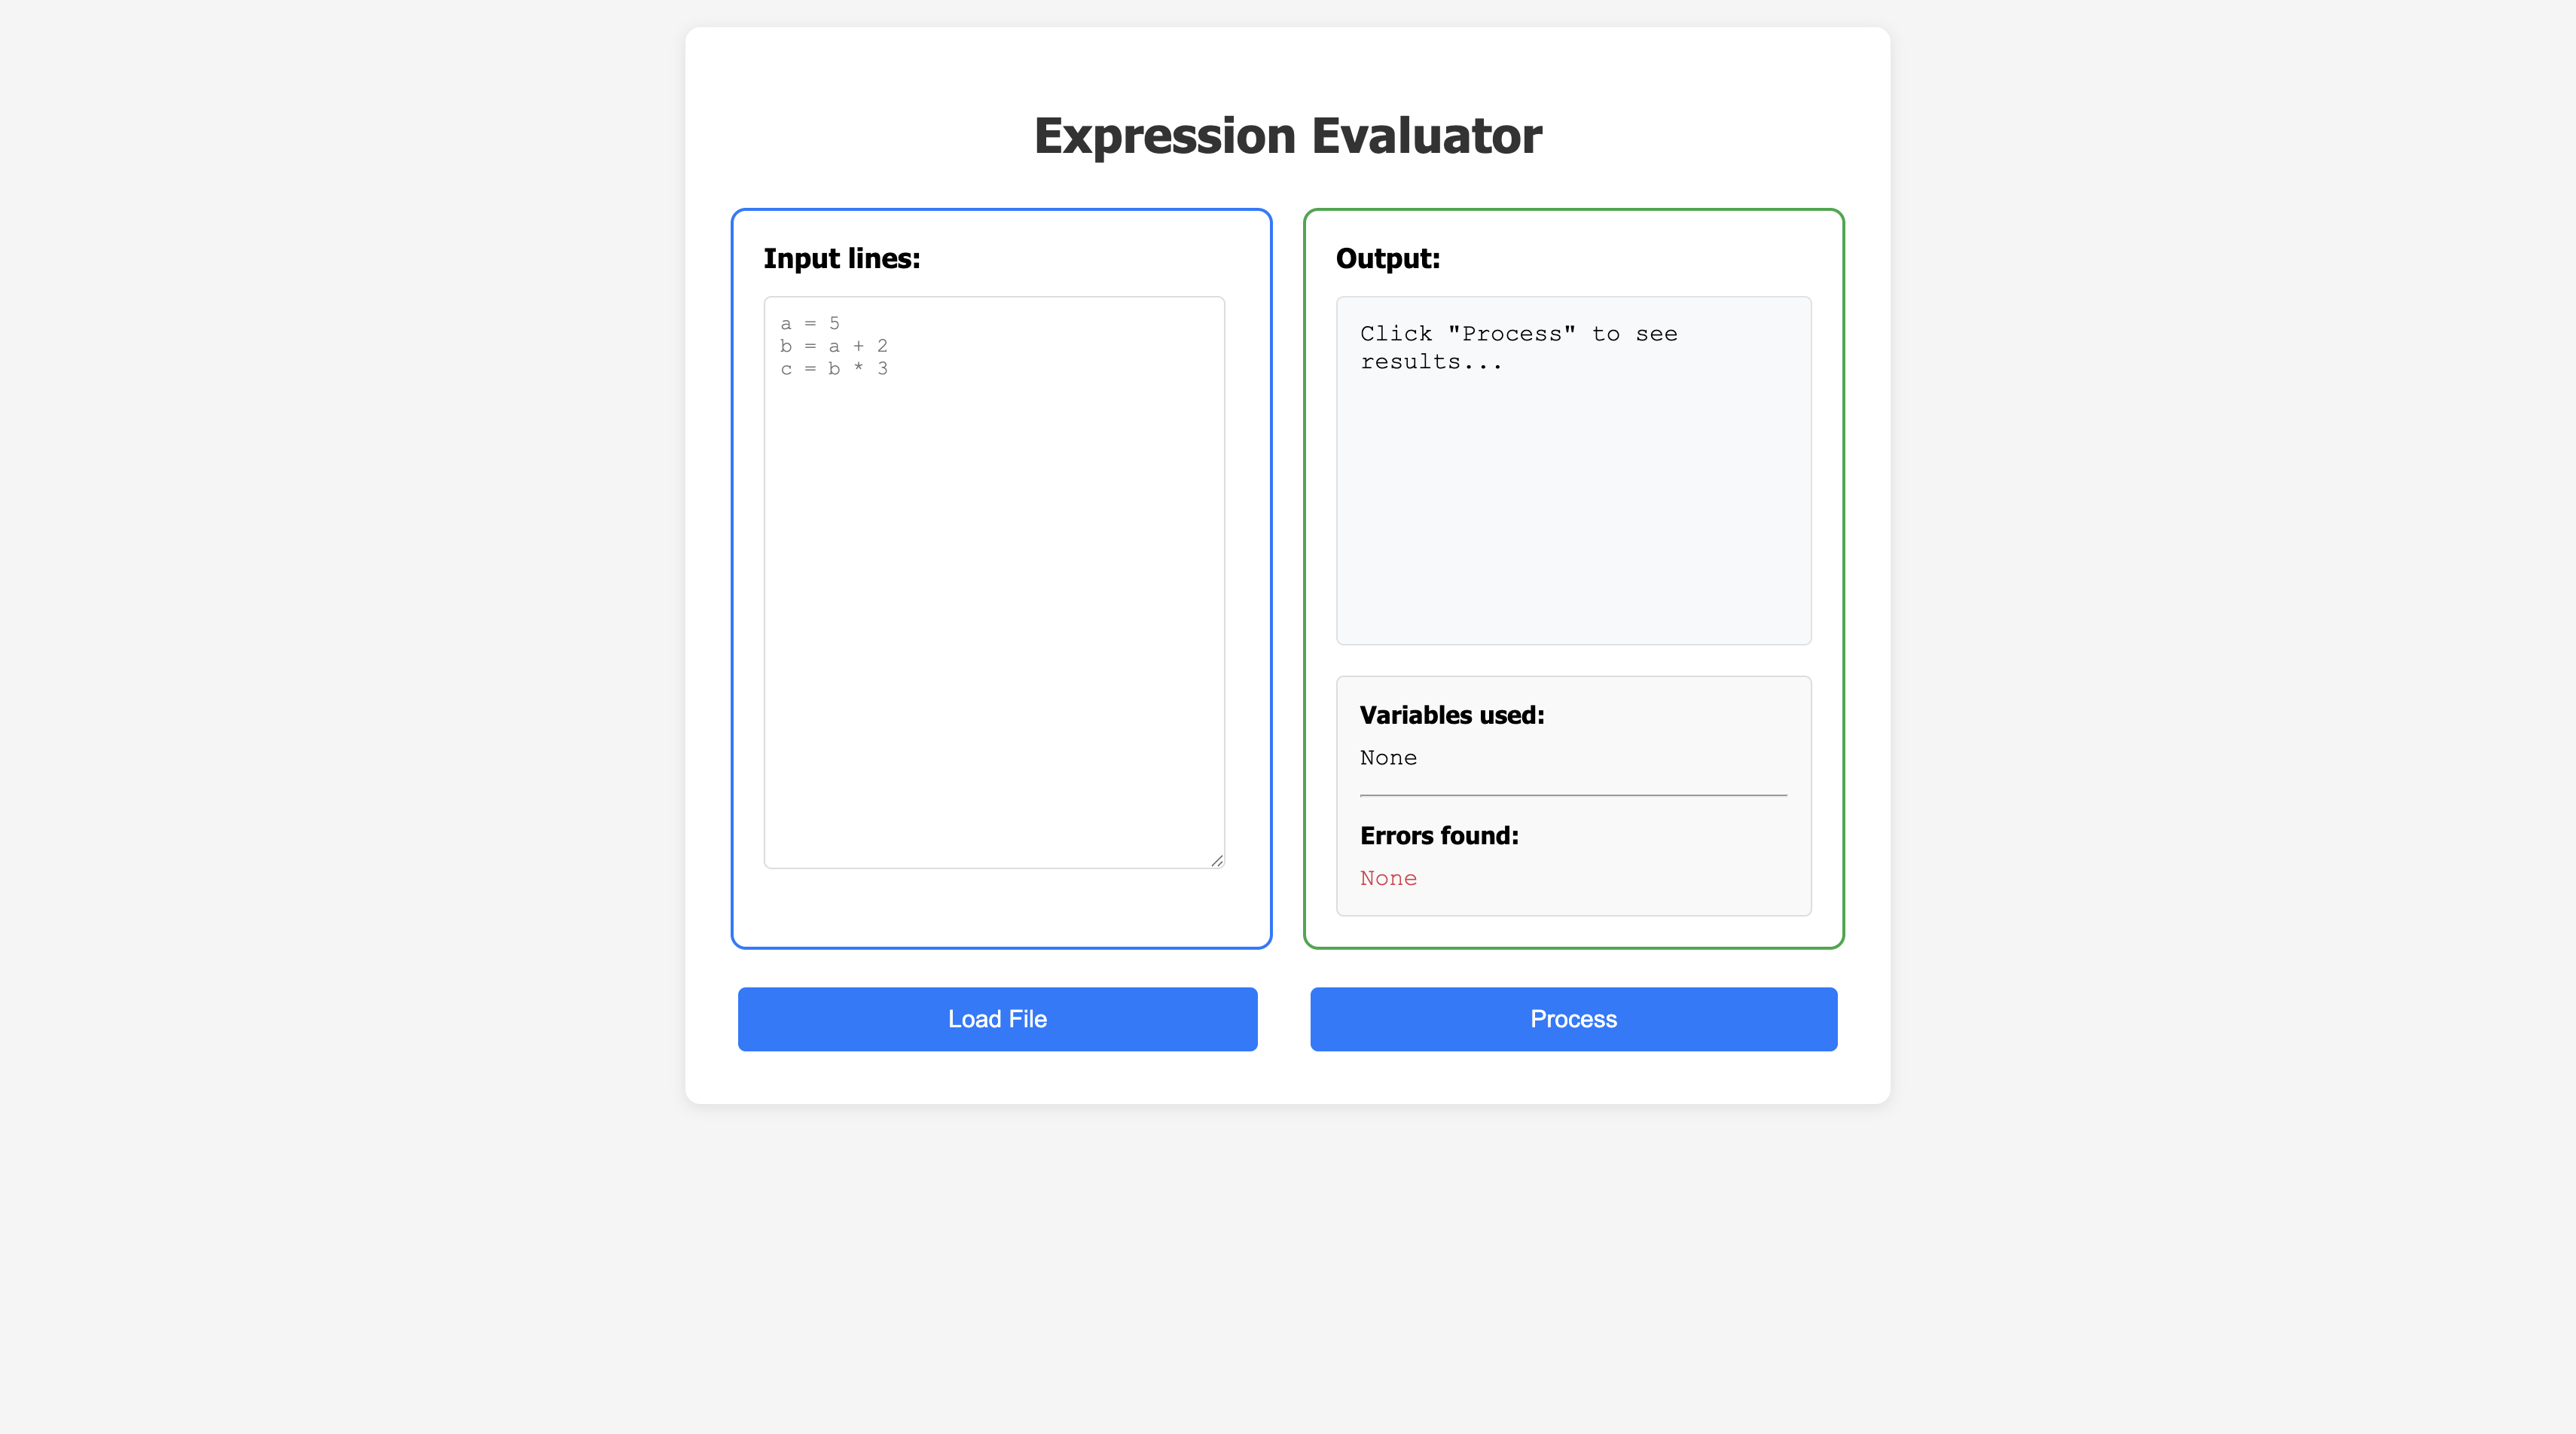 Expression Evaluator
Input lines:
a = 5
b = a + 2
c = b * 3
Output:
Click "Process" to see
results...
Variables used:
None
Errors found:
None
Load File
Process